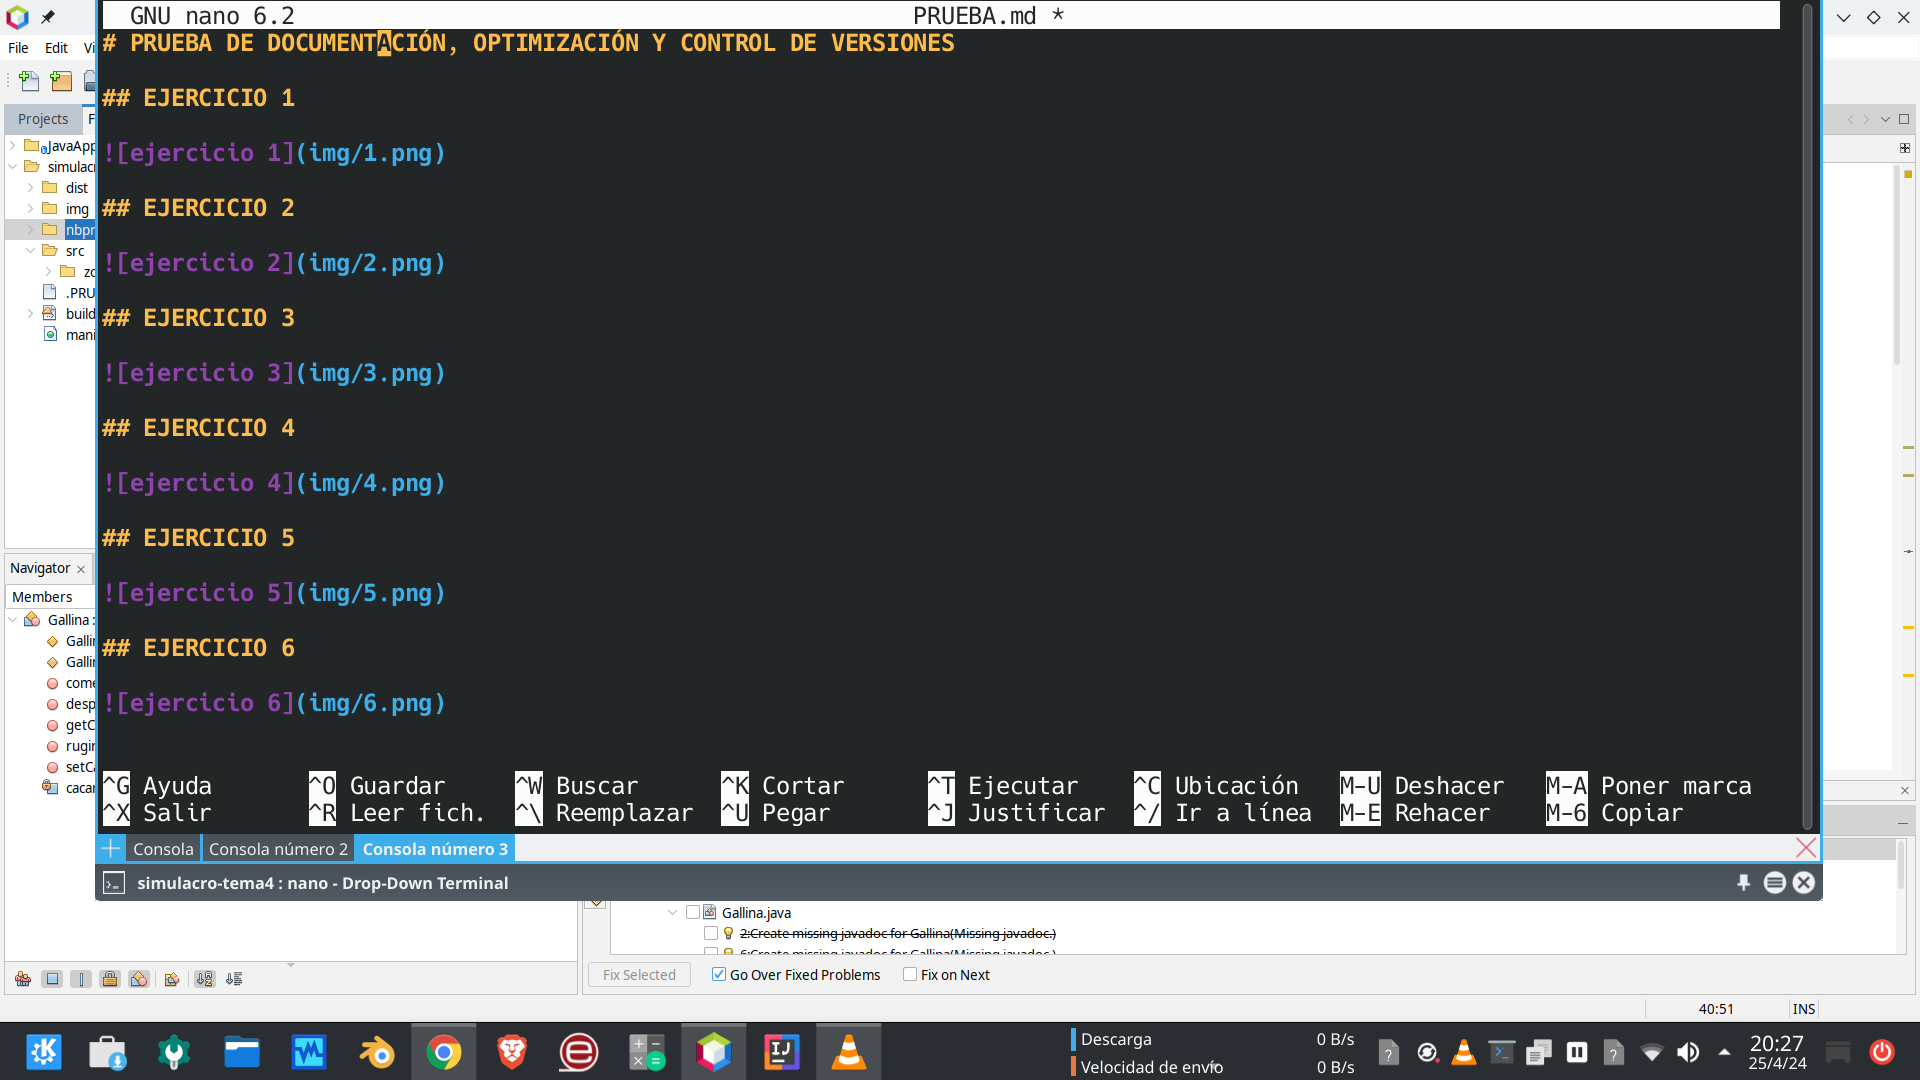 GNU nano 6.2 PRUEBA.md *
# PRUEBA DE DOCUMENTACIÓN, OPTIMIZACIÓN Y CONTROL DE VERSIONES
## EJERCICIO 1
![ejercicio 1](img/1.png)
## EJERCICIO 2
![ejercicio 2](img/2.png)
## EJERCICIO 3
![ejercicio 3](img/3.png)
## EJERCICIO 4
![ejercicio 4](img/4.png)
## EJERCICIO 5
![ejercicio 5](img/5.png)
## EJERCICIO 6
![ejercicio 6](img/6.png)
^G Ayuda ^O Guardar ^W Buscar ^K Cortar ^T Ejecutar ^C Ubicación M-U Deshacer M-A Poner marca
^X Salir ^R Leer fich. ^\ Reemplazar ^U Pegar ^J Justificar ^/ Ir a línea M-E Rehacer M-6 Copiar
Consola Consola número 2 Consola número 3
simulacro-tema4 : nano - Drop-Down Terminal
File Edit Vi
Projects F
JavaApp
simulacr
dist
img
nbpr
src
zo
.PRU
build
mani
Navigator
Members
Gallina :
Gallin
Gallin
come
desp
getC
rugir
setCa
cacar
Gallina.java
2:Create missing javadoc for Gallina(Missing javadoc.)
6:Create missing javadoc for Gallina(Missing javadoc.)
Fix Selected Go Over Fixed Problems Fix on Next
40:51 INS
Descarga 0 B/s
Velocidad de envío 0 B/s
20:27
25/4/24